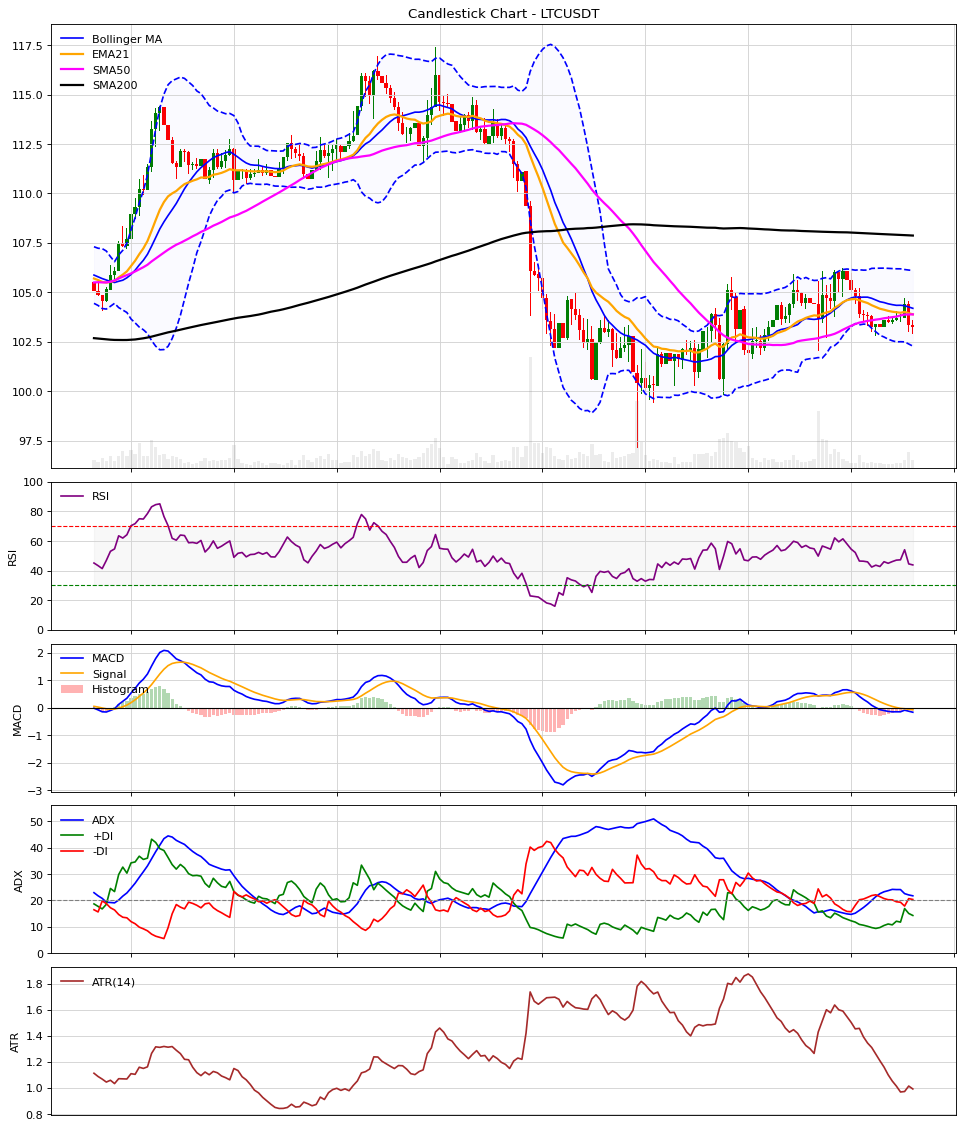 Candlestick Chart - LTCUSDT
Bollinger MA
EMA21
SMA50
SMA200
117.5
115.0
112.5
110.0
107.5
105.0
102.5
100.0
97.5
RSI
100
80
60
40
20
0
RSI
MACD
Signal
Histogram
2
1
0
−1
−2
−3
MACD
ADX
+DI
-DI
50
40
30
20
10
0
ADX
ATR(14)
1.8
1.6
1.4
1.2
1.0
0.8
ATR